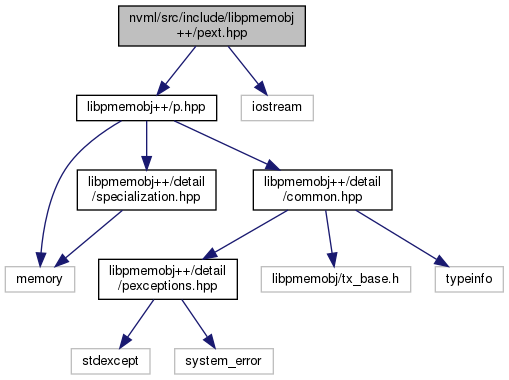 nvml/src/include/libpmemobj
++/pext.hpp
libpmemobj++/p.hpp
iostream
libpmemobj++/detail
/specialization.hpp
libpmemobj++/detail
/common.hpp
memory
libpmemobj++/detail
/pexceptions.hpp
libpmemobj/tx_base.h
typeinfo
stdexcept
system_error